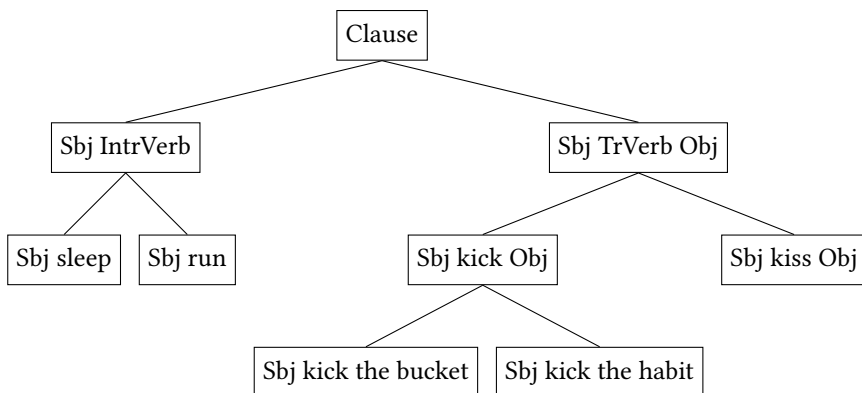 Clause
Sbj IntrVerb
Sbj TrVerb Obj
Sbj sleep
Sbj run
Sbj kick Obj
Sbj kiss Obj
Sbj kick the bucket
Sbj kick the habit